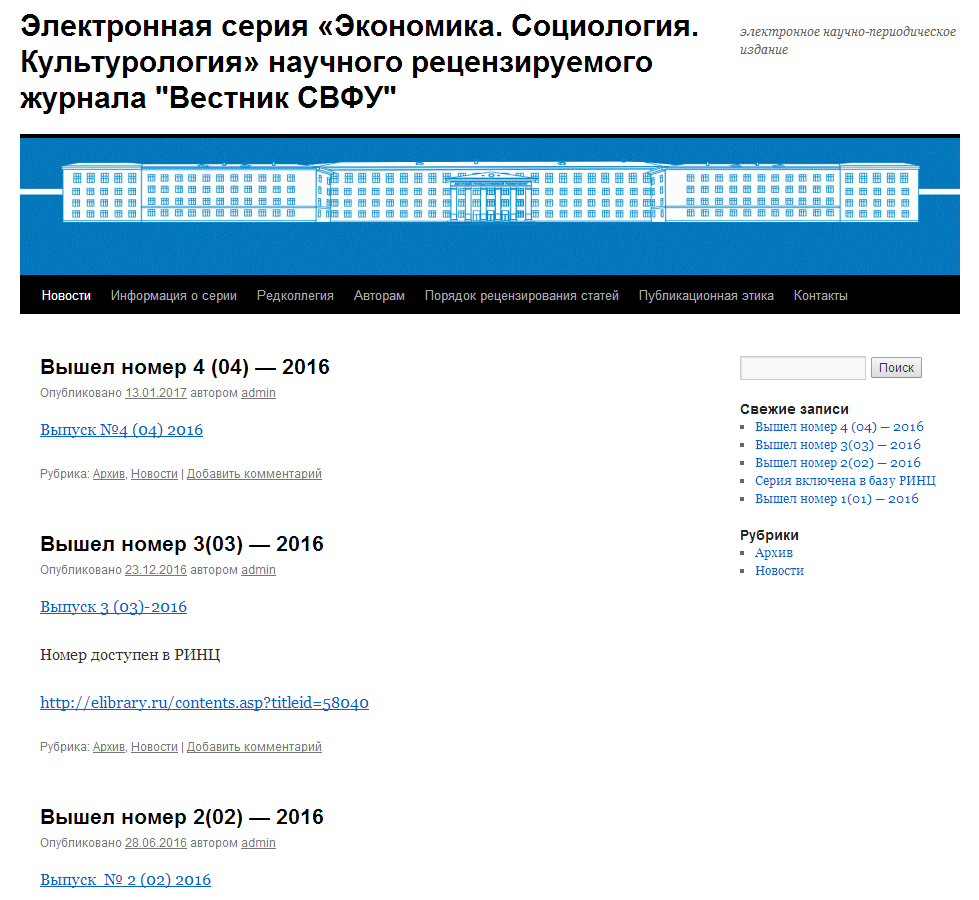 Электронная серия «Экономика. Социология.
Культурология» научного рецензируемого
журнала "Вестник СВФУ"
электронное научно-периодическое
издание
Новости Информация о серии Редколлегия Авторам Порядок рецензирования статей Публикационная этика Контакты
Вышел номер 4 (04) — 2016
Опубликовано 13.01.2017 автором admin
Выпуск №4 (04) 2016
Рубрика: Архив, Новости | Добавить комментарий
Вышел номер 3(03) — 2016
Опубликовано 23.12.2016 автором admin
Выпуск 3 (03)-2016
Номер доступен в РИНЦ
http://elibrary.ru/contents.asp?titleid=58040
Рубрика: Архив, Новости | Добавить комментарий
Вышел номер 2(02) — 2016
Опубликовано 28.06.2016 автором admin
Выпуск № 2 (02) 2016
Поиск
Свежие записи
Вышел номер 4 (04) — 2016
Вышел номер 3(03) — 2016
Вышел номер 2(02) — 2016
Серия включена в базу РИНЦ
Вышел номер 1(01) — 2016
Рубрики
Архив
Новости